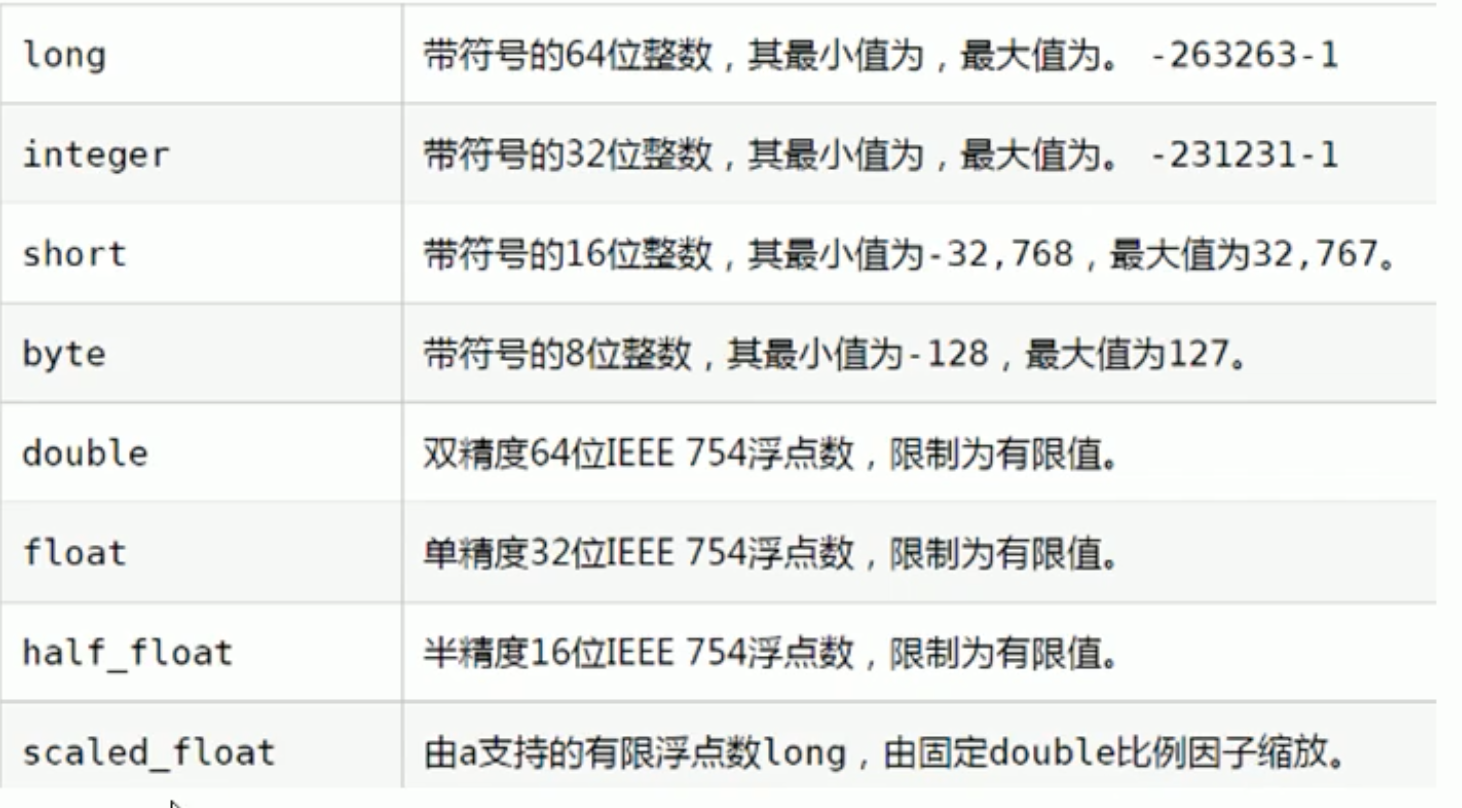 long 带符号的64位整数，其最小值为，最大值为。 -263263-1
integer 带符号的32位整数，其最小值为，最大值为。 -231231-1
short 带符号的16位整数，其最小值为-32,768，最大值为32,767。
byte 带符号的8位整数，其最小值为-128，最大值为127。
double 双精度64位IEEE 754浮点数，限制为有限值。
float 单精度32位IEEE 754浮点数，限制为有限值。
half_float 半精度16位IEEE 754浮点数，限制为有限值。
scaled_float 由a支持的有限浮点数long，由固定double比例因子缩放。